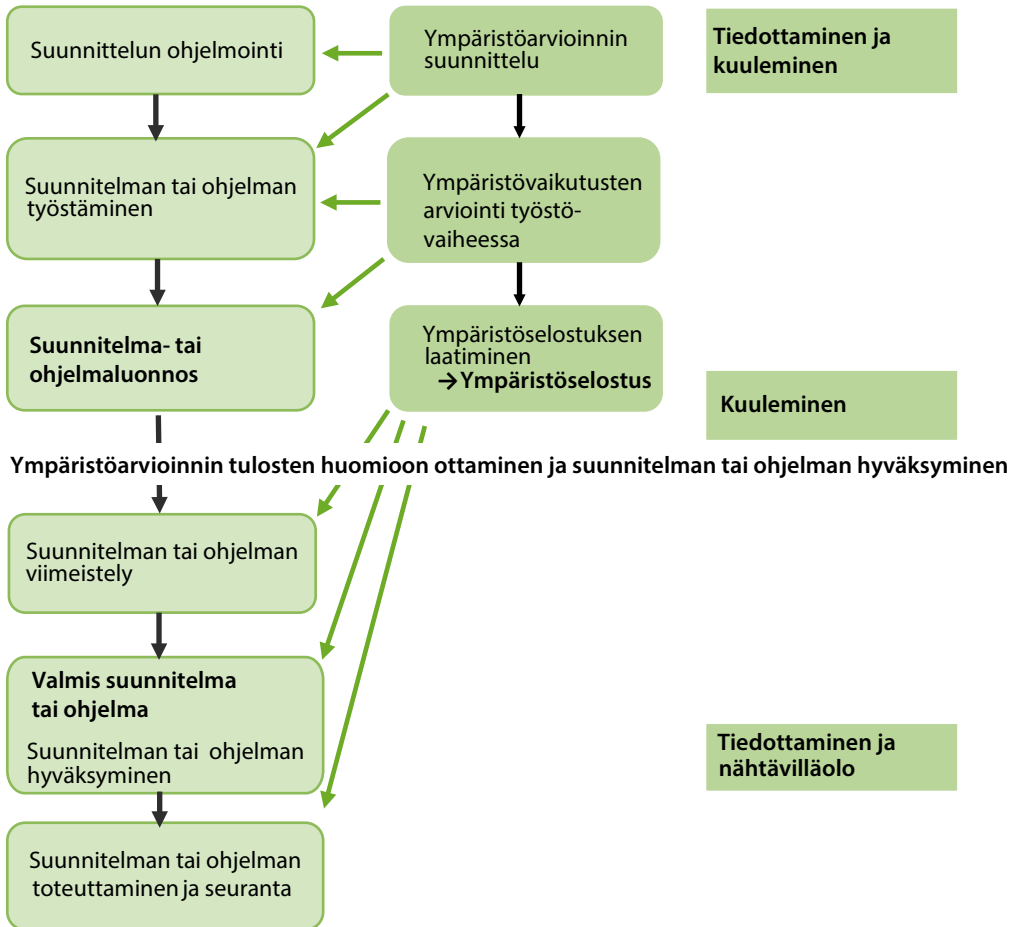 Suunnittelun ohjelmointi
Ympäristöarvioinnin
suunnittelu
Tiedottaminen ja
kuuleminen
Suunnitelman tai ohjelman
työstäminen
Ympäristövaikutusten
arviointi työstö-
vaiheessa
Suunnitelma- tai
ohjelmaluonnos
Ympäristöselostuksen
laatiminen
→Ympäristöselostus
Kuuleminen
Ympäristöarvioinnin tulosten huomioon ottaminen ja suunnitelman tai ohjelman hyväksyminen
Suunnitelman tai ohjelman
viimeistely
Valmis suunnitelma
tai ohjelma
Suunnitelman tai ohjelman
hyväksyminen
Tiedottaminen ja
nähtävilläolo
Suunnitelman tai ohjelman
toteuttaminen ja seuranta